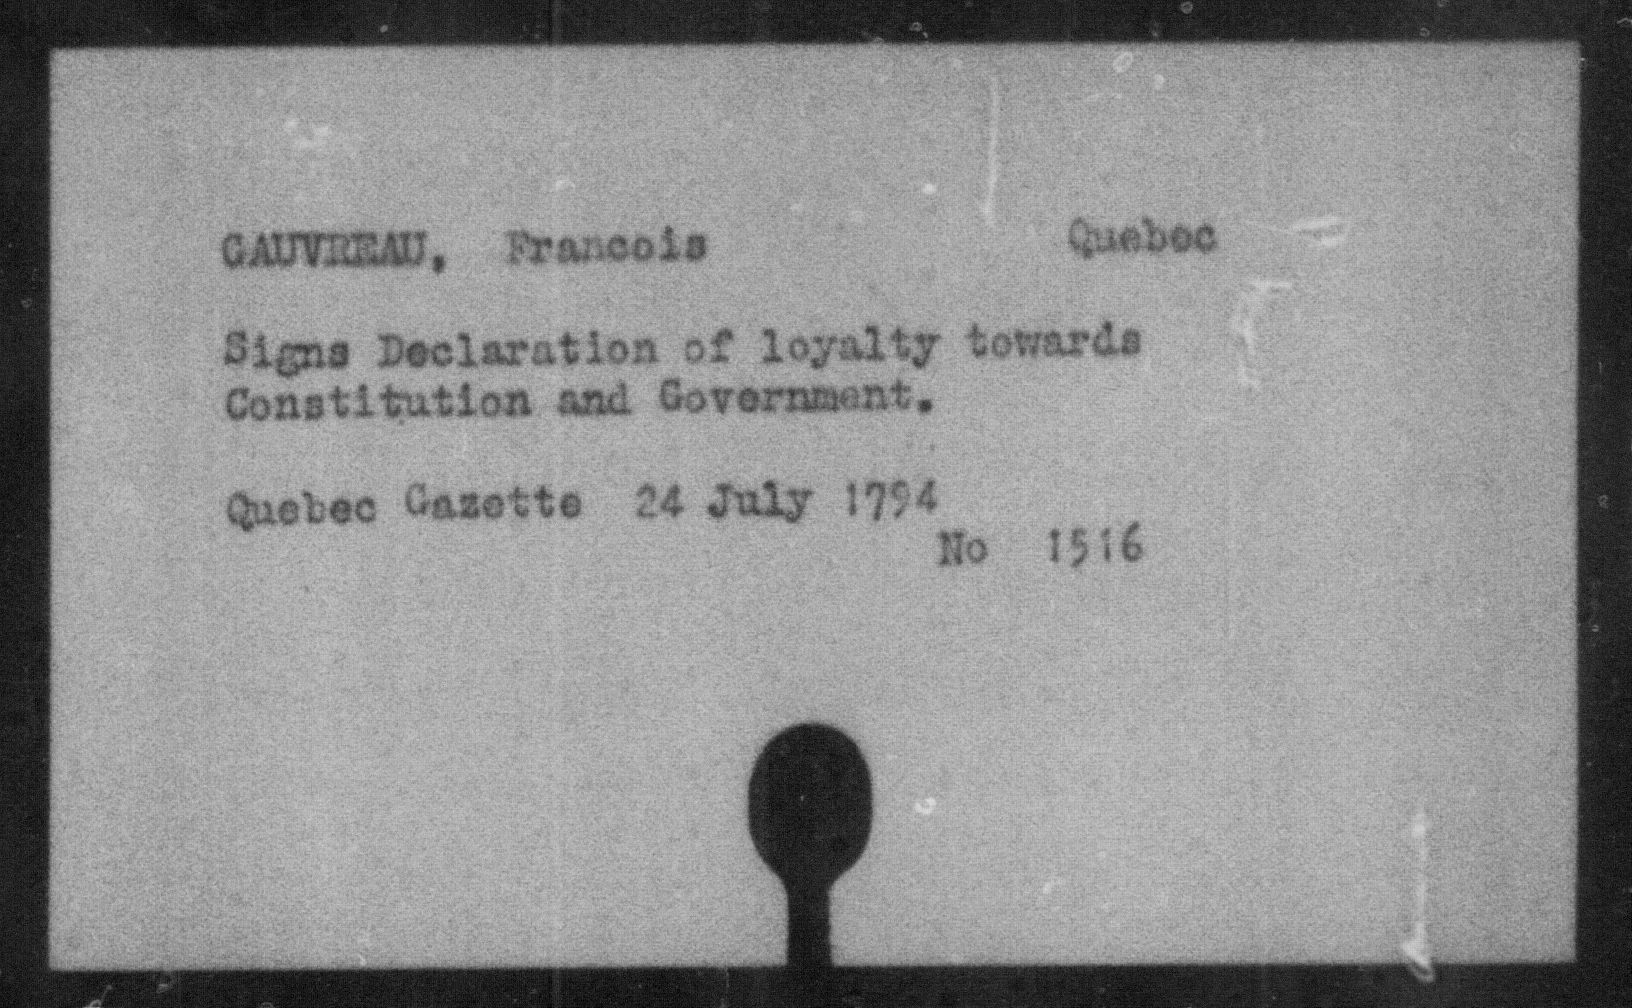 GAUVREAU, Francois Quebec
Signs Declaration of loyalty towards
Constitution and Government.
Quebec Gazette 24 July 1794
No 1516